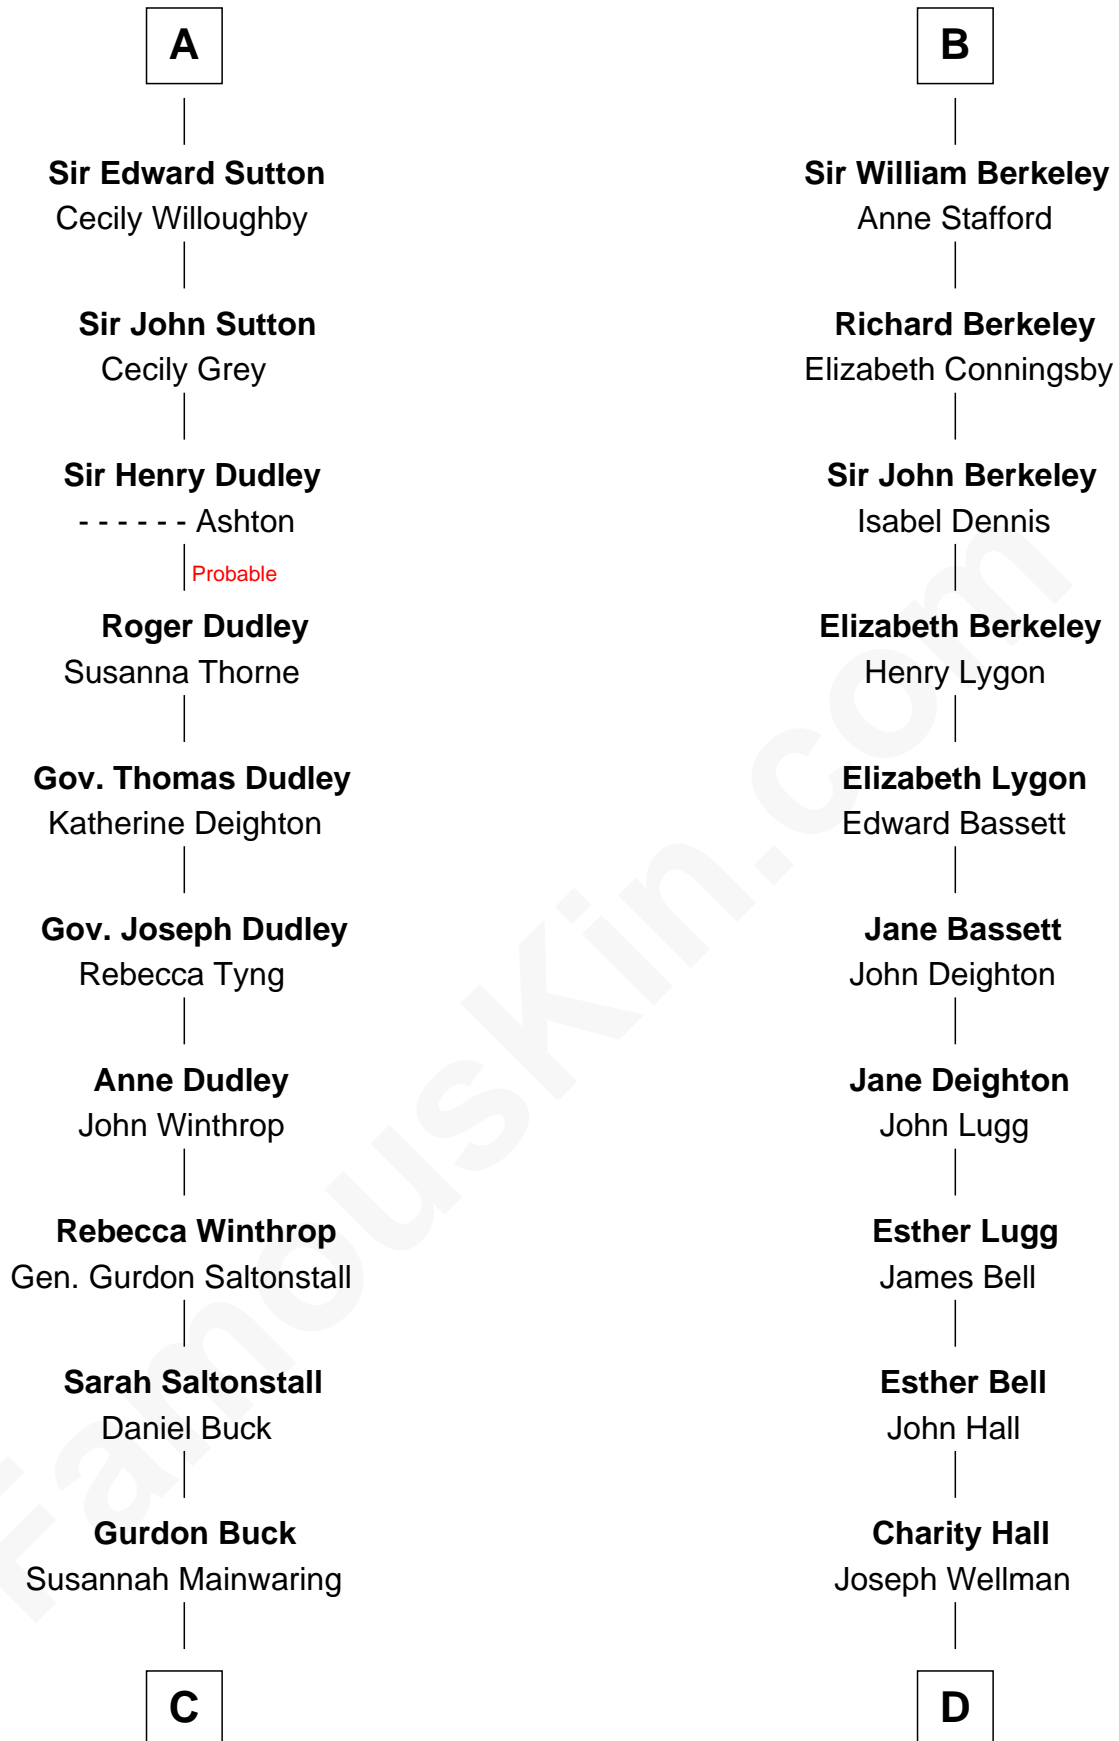 A
Sir Edward Sutton
Cecily Willoughby
Sir John Sutton
Cecily Grey
Sir Henry Dudley
- - - - - - Ashton
Probable
Roger Dudley
Susanna Thorne
Gov. Thomas Dudley
Katherine Deighton
Gov. Joseph Dudley
Rebecca Tyng
Anne Dudley
John Winthrop
Rebecca Winthrop
Gen. Gurdon Saltonstall
Sarah Saltonstall
Daniel Buck
Gurdon Buck
Susannah Mainwaring
C
B
Sir William Berkeley
Anne Stafford
Richard Berkeley
Elizabeth Conningsby
Sir John Berkeley
Isabel Dennis
Elizabeth Berkeley
Henry Lygon
Elizabeth Lygon
Edward Bassett
Jane Bassett
John Deighton
Jane Deighton
John Lugg
Esther Lugg
James Bell
Esther Bell
John Hall
Charity Hall
Joseph Wellman
D
FamousKin.com